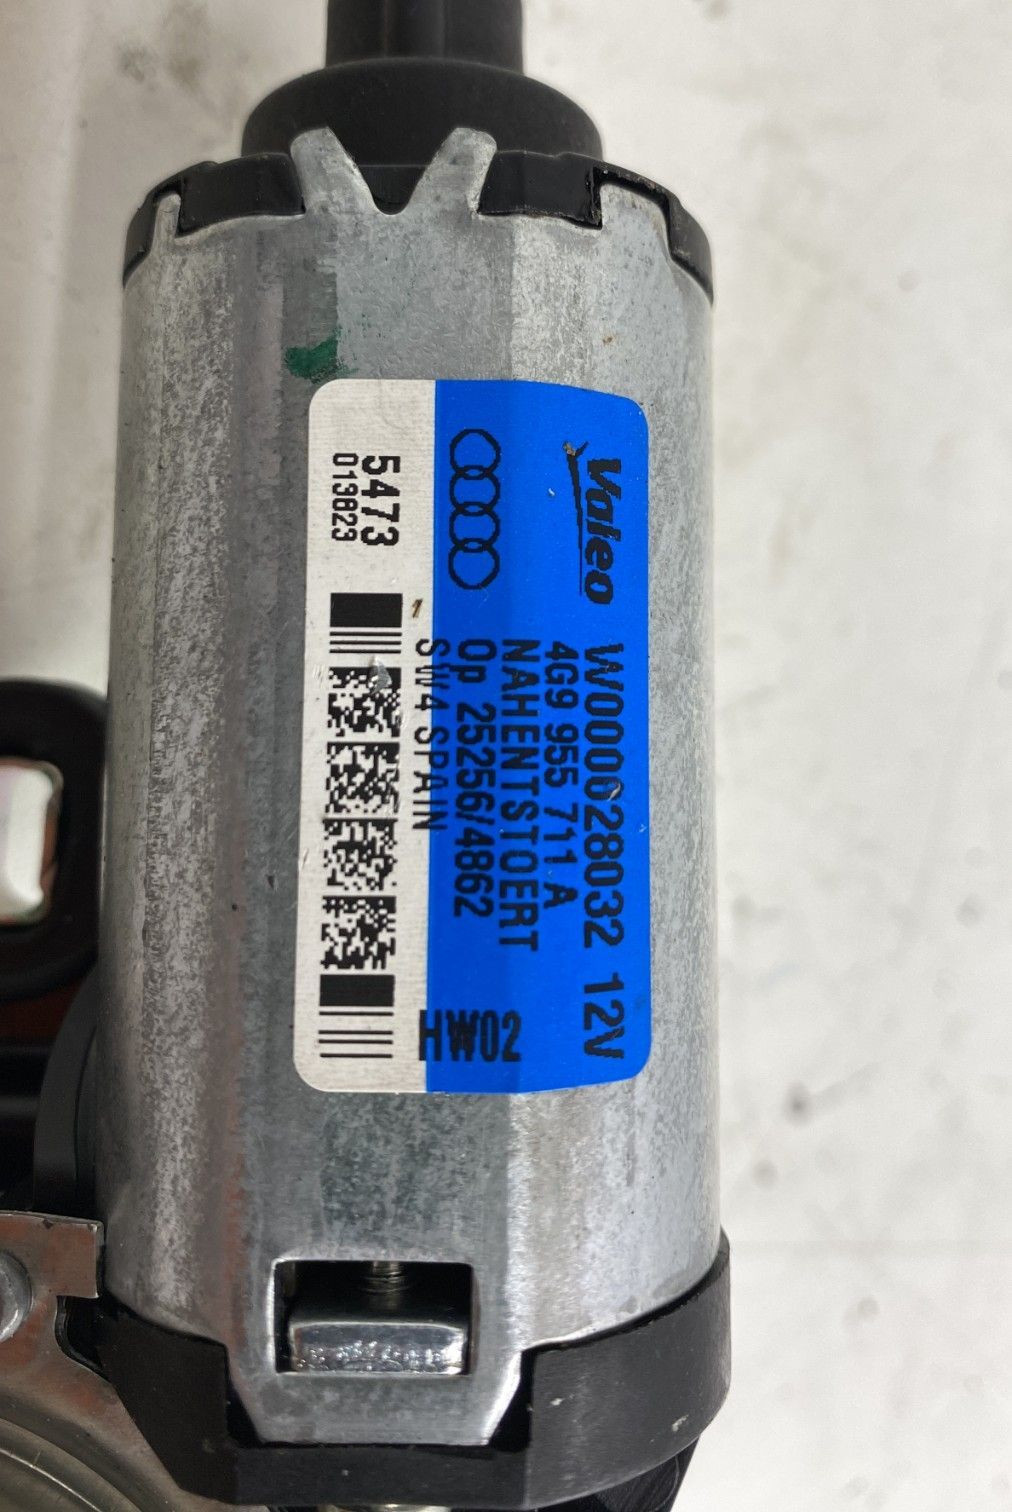 Valeo
W000028032 12V
4G9 955 711 A
NAHENTSTOERT
Op 25256/4862
SW4 SPAIN
HW02
5473
013823